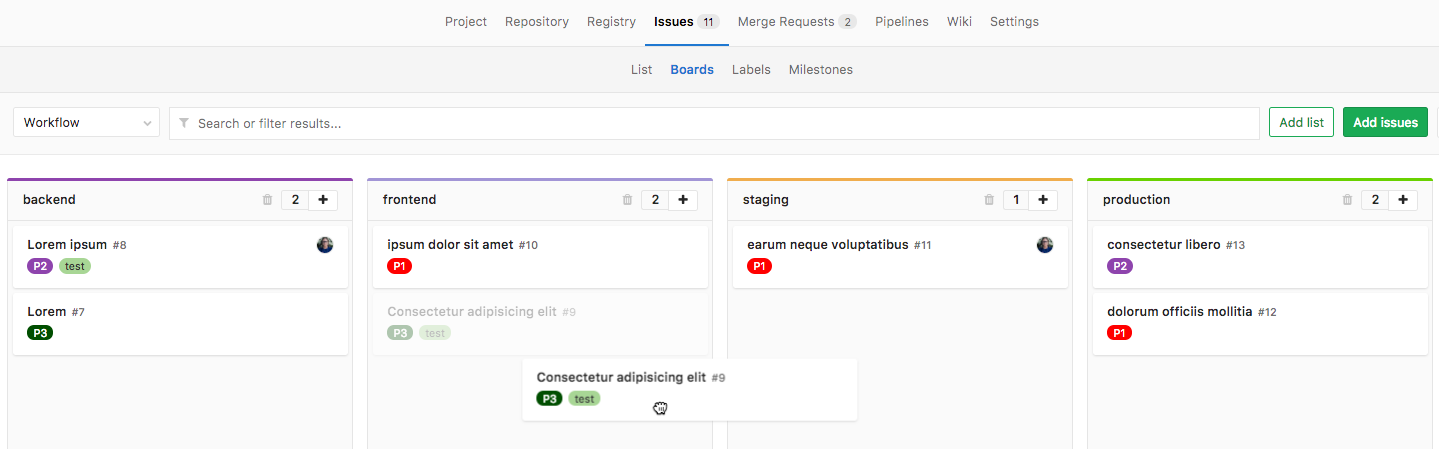 Project Repository Registry Issues 11 Merge Requests 2 Pipelines Wiki Settings
List Boards Labels Milestones
Workflow Search or filter results... Add list Add issues
backend 2 +
Lorem ipsum #8
P2 test
Lorem #7
P3
frontend 2 +
ipsum dolor sit amet #10
P1
Consectetur adipisicing elit #9
P3 test
Consectetur adipisicing elit #9
P3 test
staging 1 +
earum neque voluptatibus #11
P1
production 2 +
consectetur libero #13
P2
dolorum officiis mollitia #12
P1